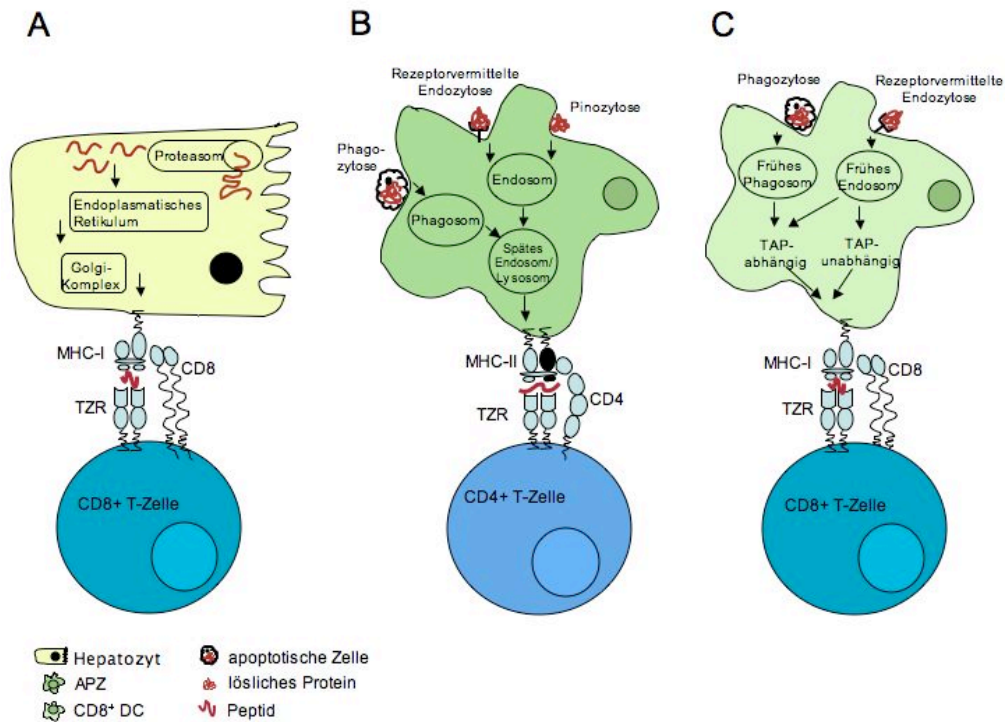 A
Proteasom
Endoplasmatisches
Retikulum
Golgi-
Komplex
MHC-I
CD8
TZR
CD8+ T-Zelle
B
Rezeptorvermittelte
Endozytose
Pinozytose
Phago-
zytose
Endosom
Phagosom
Spätes
Endosom/
Lysosom
MHC-II
CD4
TZR
CD4+ T-Zelle
C
Phagozytose
Rezeptorvermittelte
Endozytose
Frühes
Phagosom
Frühes
Endosom
TAP-
abhängig
TAP-
unabhängig
MHC-I
CD8
TZR
CD8+ T-Zelle
Hepatozyt
APZ
CD8+ DC
apoptotische Zelle
lösliches Protein
Peptid